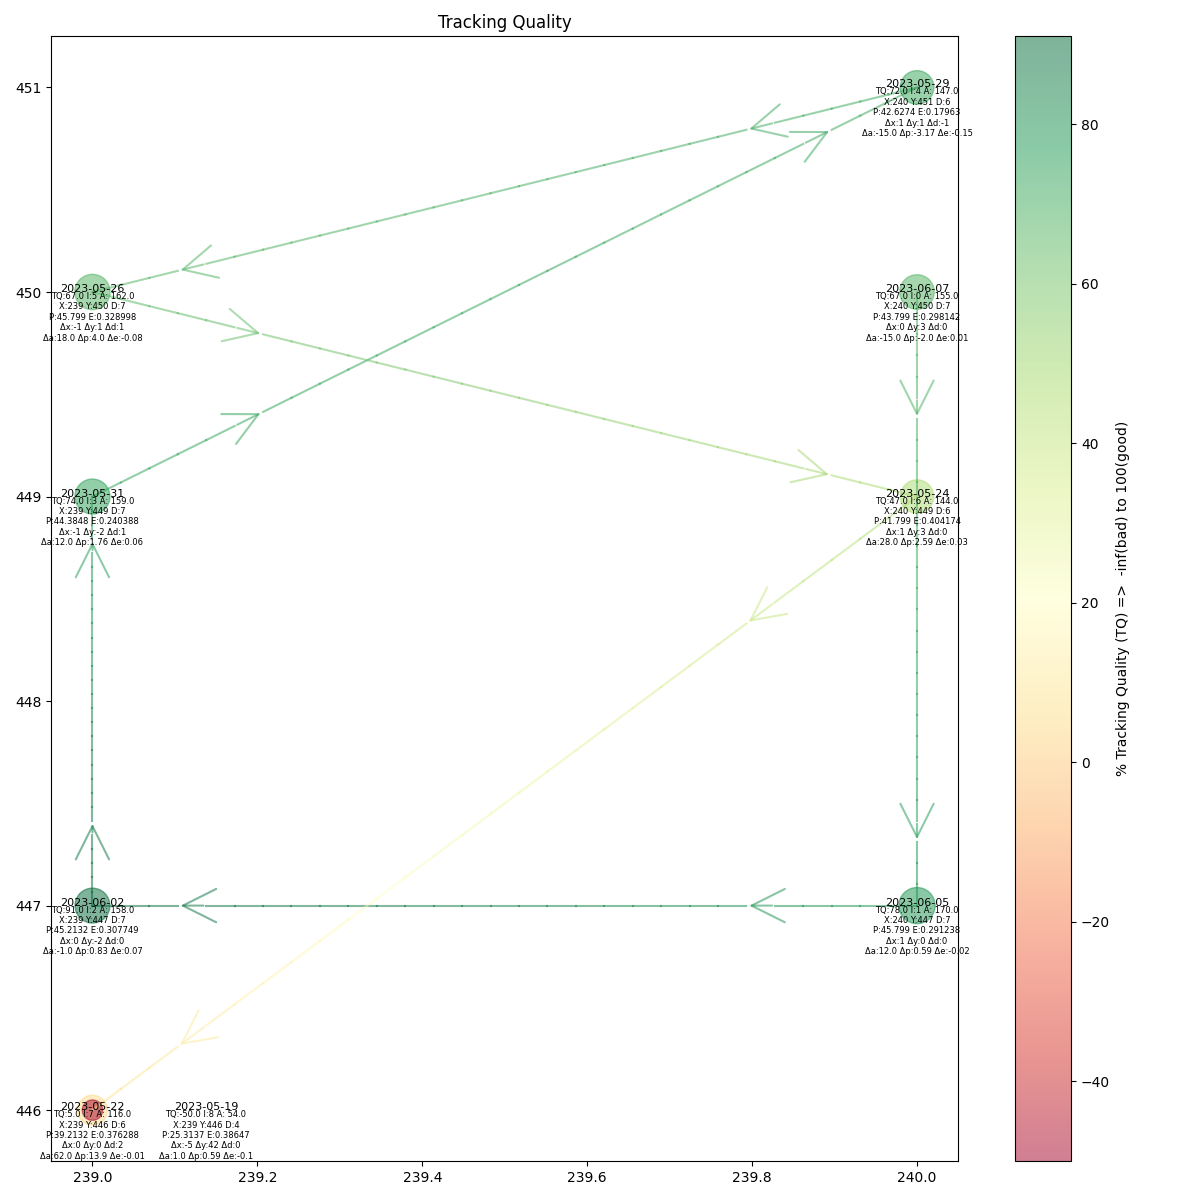 Tracking Quality
451
450
449
448
447
446
239.0
239.2
239.4
239.6
239.8
240.0
2023-05-29
TQ:72.0 I:4 A: 147.0
X:240 Y:451 D:6
P:42.6274 E:0.17963
Δx:1 Δy:1 Δd:-1
Δa:-15.0 Δp:-3.17 Δe:-0.15
2023-05-26
TQ:67.0 I:5 A: 162.0
X:239 Y:450 D:7
P:45.799 E:0.328998
Δx:-1 Δy:1 Δd:1
Δa:18.0 Δp:4.0 Δe:-0.08
2023-06-07
TQ:67.0 I:0 A: 155.0
X:240 Y:450 D:7
P:43.799 E:0.298142
Δx:0 Δy:3 Δd:0
Δa:-15.0 Δp:-2.0 Δe:0.01
2023-05-31
TQ:74.0 I:3 A: 159.0
X:239 Y:449 D:7
P:44.3848 E:0.240388
Δx:-1 Δy:-2 Δd:1
Δa:12.0 Δp:1.76 Δe:0.06
2023-05-24
TQ:47.0 I:6 A: 144.0
X:240 Y:449 D:6
P:41.799 E:0.404174
Δx:1 Δy:3 Δd:0
Δa:28.0 Δp:2.59 Δe:0.03
2023-06-02
TQ:91.0 I:2 A: 158.0
X:239 Y:447 D:7
P:45.2132 E:0.307749
Δx:0 Δy:-2 Δd:0
Δa:-1.0 Δp:0.83 Δe:0.07
2023-06-05
TQ:78.0 I:1 A: 170.0
X:240 Y:447 D:7
P:45.799 E:0.291238
Δx:1 Δy:0 Δd:0
Δa:12.0 Δp:0.59 Δe:-0.02
2023-05-22
TQ:5.0 I:7 A: 116.0
X:239 Y:446 D:6
P:39.2132 E:0.376288
Δx:0 Δy:0 Δd:2
Δa:62.0 Δp:13.9 Δe:-0.01
2023-05-19
TQ:-50.0 I:8 A: 54.0
X:239 Y:446 D:4
P:25.3137 E:0.38647
Δx:-5 Δy:42 Δd:0
Δa:1.0 Δp:0.59 Δe:-0.1
80
60
40
20
0
−20
−40
% Tracking Quality (TQ) => -inf(bad) to 100(good)